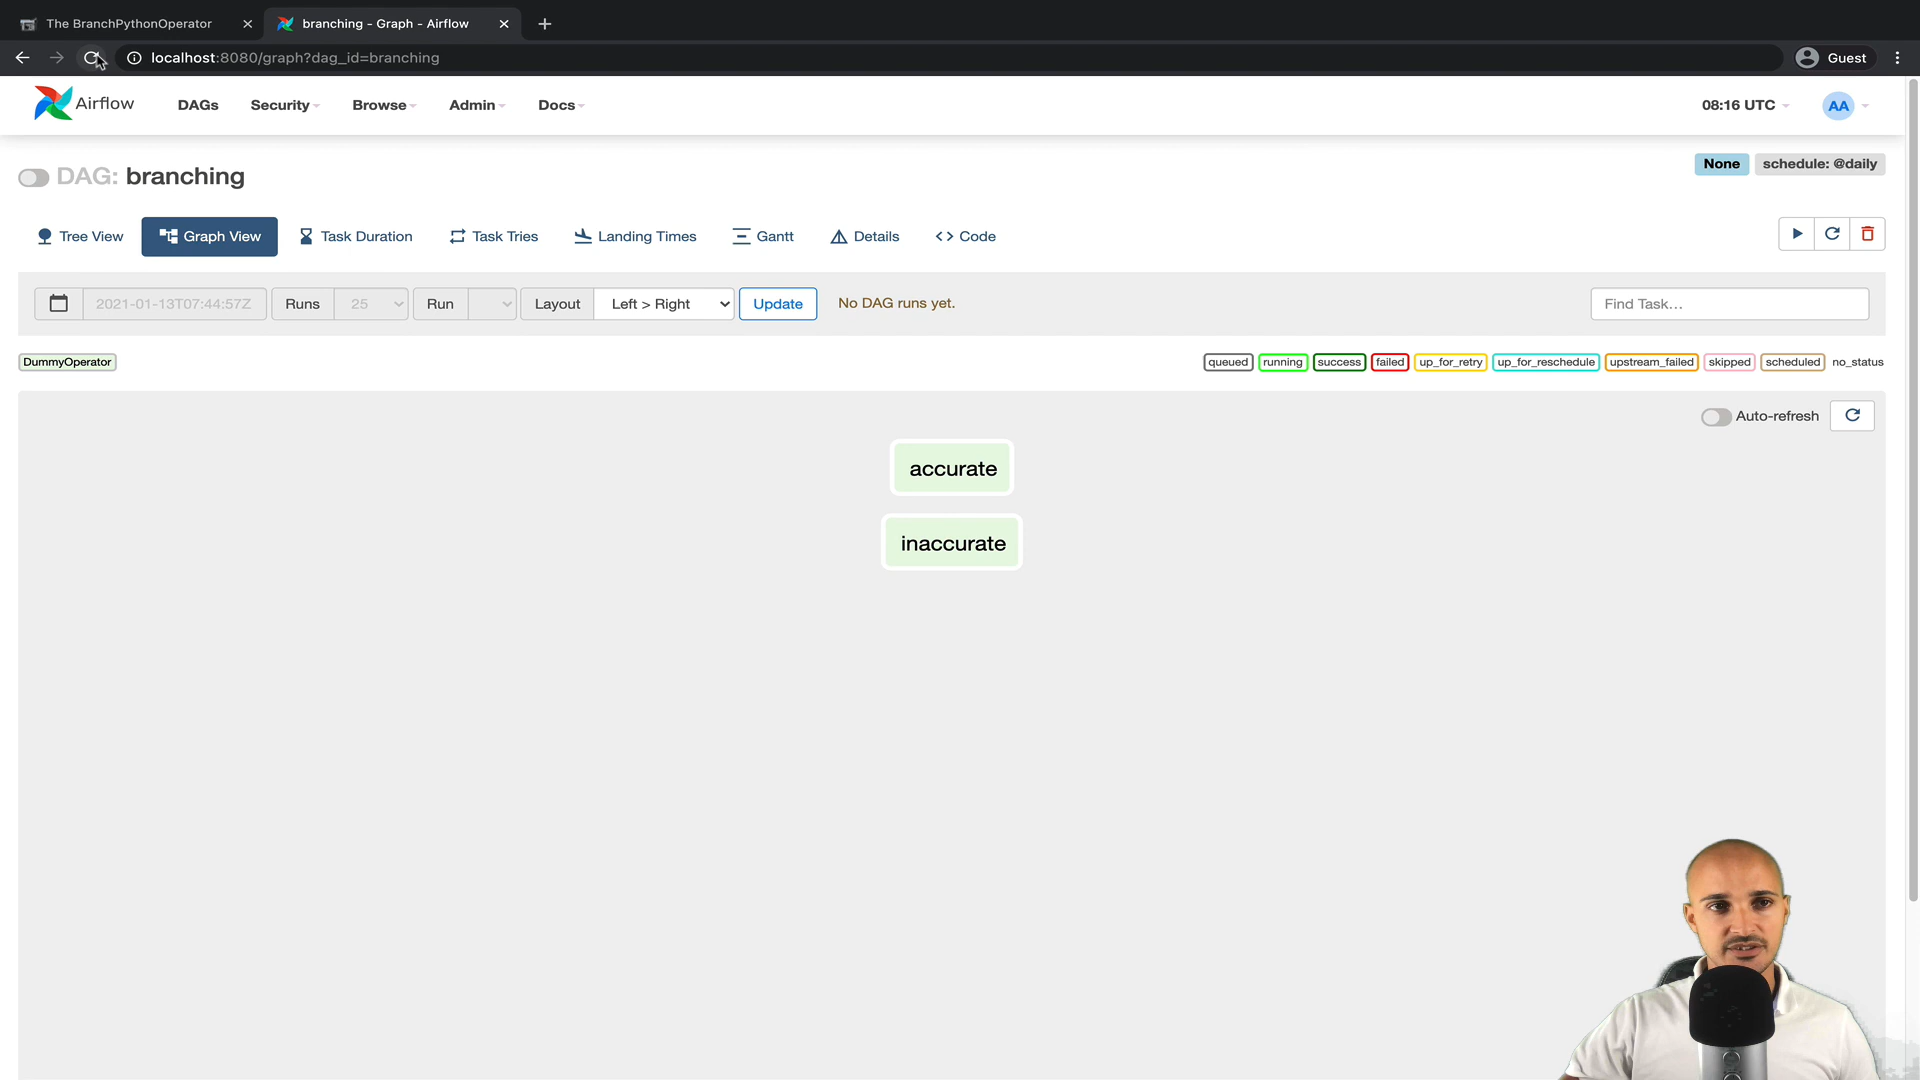 The BranchPythonOperator
branching - Graph - Airflow
localhost:8080/graph?dag_id=branching
Guest
Airflow
DAGs
Security
Browse
Admin
Docs
08:16 UTC
AA
DAG: branching
None
schedule: @daily
Tree View
Graph View
Task Duration
Task Tries
Landing Times
Gantt
Details
Code
2021-01-13T07:44:57Z
Runs
25
Run
Layout
Left > Right
Update
No DAG runs yet.
Find Task...
DummyOperator
queued
running
success
failed
up_for_retry
up_for_reschedule
upstream_failed
skipped
scheduled
no_status
Auto-refresh
accurate
inaccurate